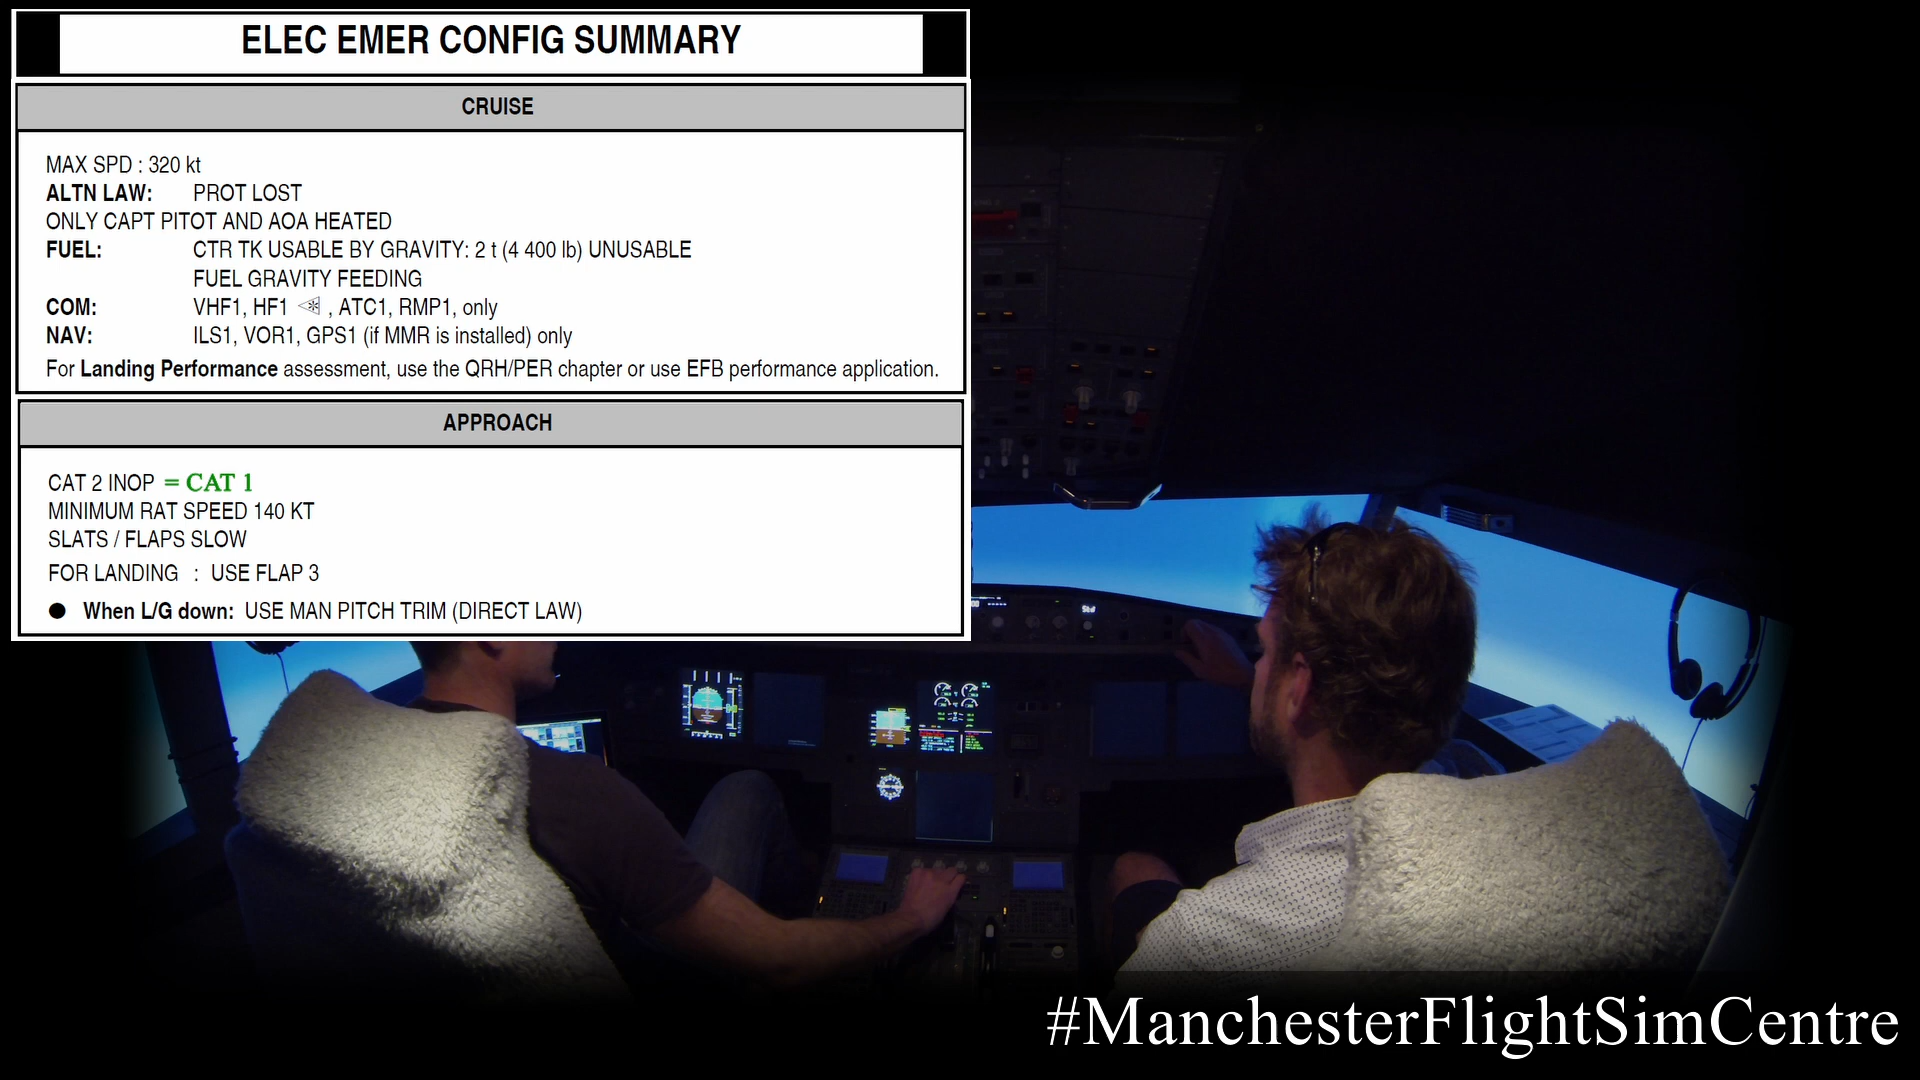 ELEC EMER CONFIG SUMMARY
CRUISE
MAX SPD : 320 kt
ALTN LAW: PROT LOST
ONLY CAPT PITOT AND AOA HEATED
FUEL: CTR TK USABLE BY GRAVITY: 2 t (4 400 lb) UNUSABLE
FUEL GRAVITY FEEDING
COM: VHF1, HF1 , ATC1, RMP1, only
NAV: ILS1, VOR1, GPS1 (if MMR is installed) only
For Landing Performance assessment, use the QRH/PER chapter or use EFB performance application.
APPROACH
CAT 2 INOP = CAT 1
MINIMUM RAT SPEED 140 KT
SLATS / FLAPS SLOW
FOR LANDING : USE FLAP 3
● When L/G down: USE MAN PITCH TRIM (DIRECT LAW)
Std
#ManchesterFlightSimCentre